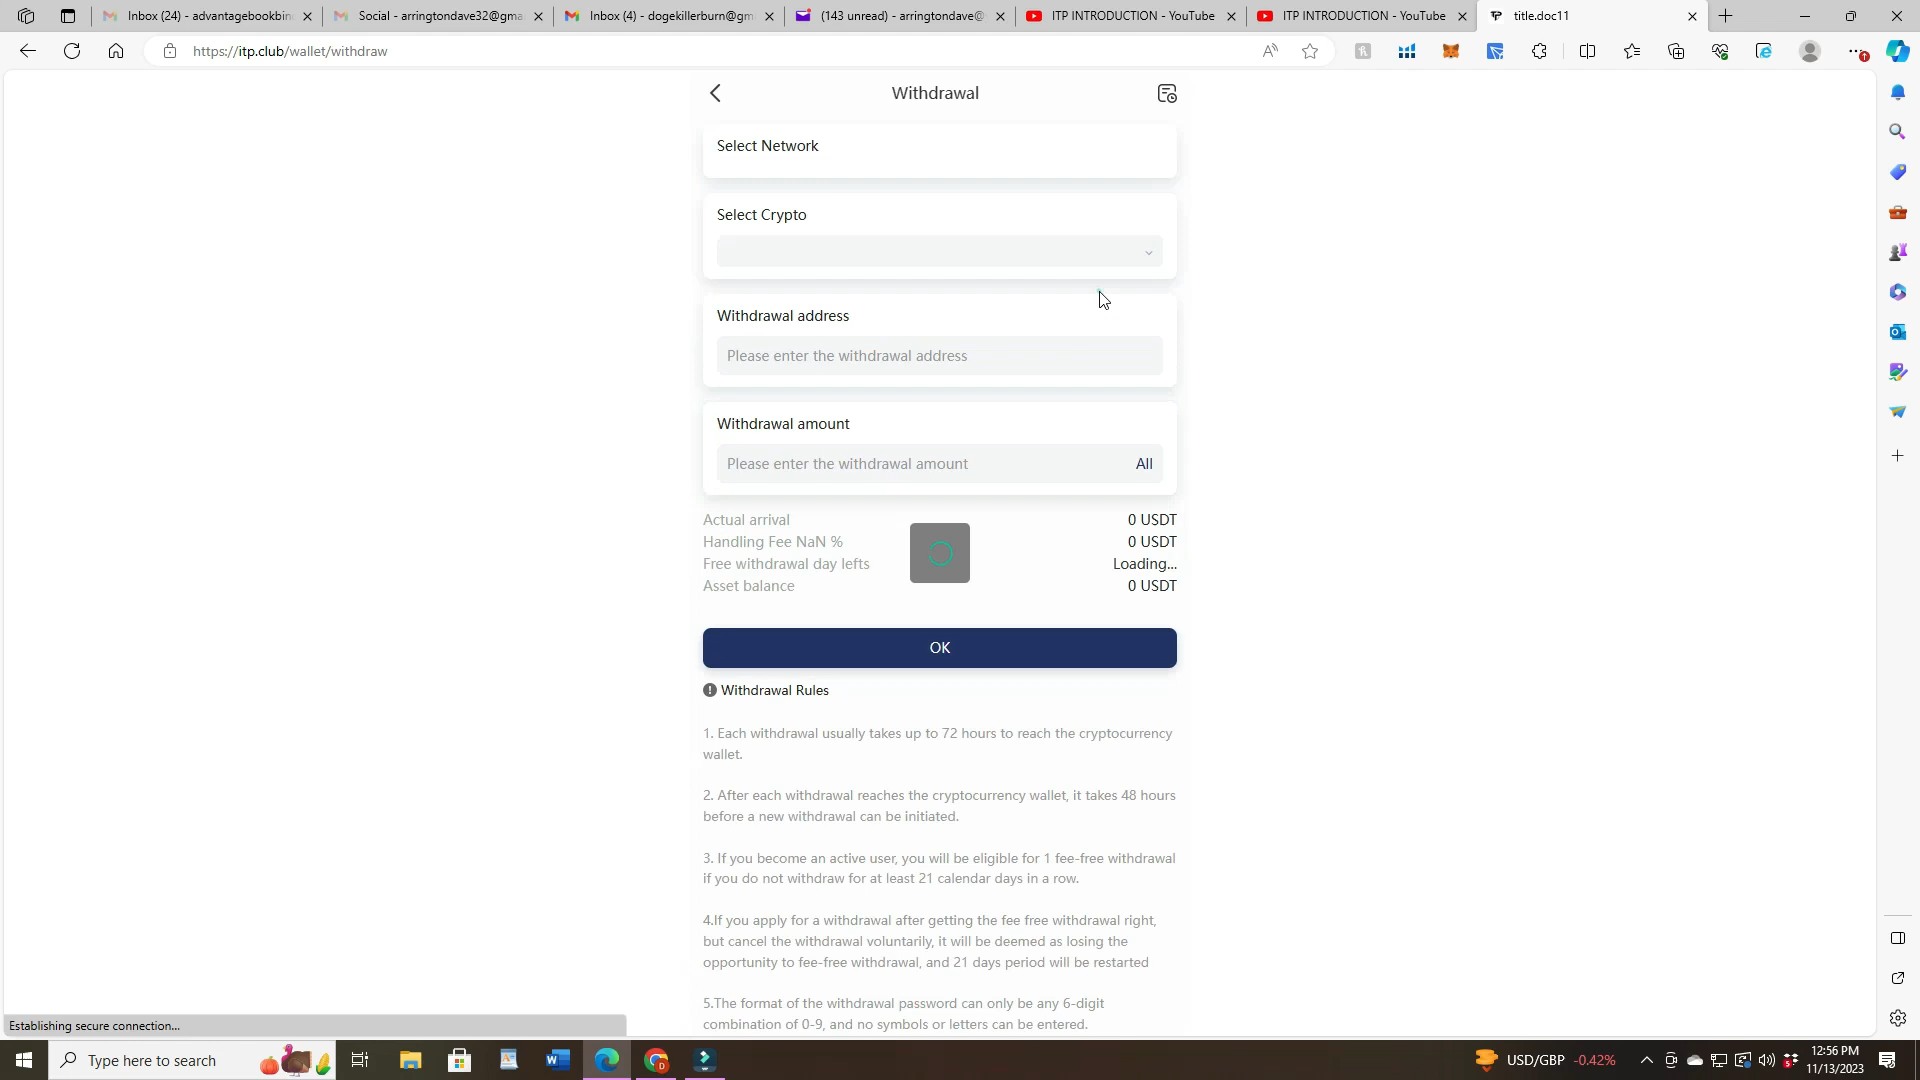 Inbox (24) - advantagebookbin
Social - arringtondave32@gma
Inbox (4) - dogekillerburn@gm
(143 unread) - arringtondave@
ITP INTRODUCTION - YouTube
ITP INTRODUCTION - YouTube
title.doc11
https://itp.club/wallet/withdraw
Withdrawal
Select Network
Select Crypto
Withdrawal address
Please enter the withdrawal address
Withdrawal amount
Please enter the withdrawal amount All
Actual arrival 0 USDT
Handling Fee NaN % 0 USDT
Free withdrawal day lefts Loading...
Asset balance 0 USDT
OK
Withdrawal Rules
1. Each withdrawal usually takes up to 72 hours to reach the cryptocurrency
wallet.
2. After each withdrawal reaches the cryptocurrency wallet, it takes 48 hours
before a new withdrawal can be initiated.
3. If you become an active user, you will be eligible for 1 fee-free withdrawal
if you do not withdraw for at least 21 calendar days in a row.
4.If you apply for a withdrawal after getting the fee free withdrawal right,
but cancel the withdrawal voluntarily, it will be deemed as losing the
opportunity to fee-free withdrawal, and 21 days period will be restarted
5.The format of the withdrawal password can only be any 6-digit
combination of 0-9, and no symbols or letters can be entered.
Establishing secure connection...
Type here to search
USD/GBP -0.42%
12:56 PM
11/13/2023